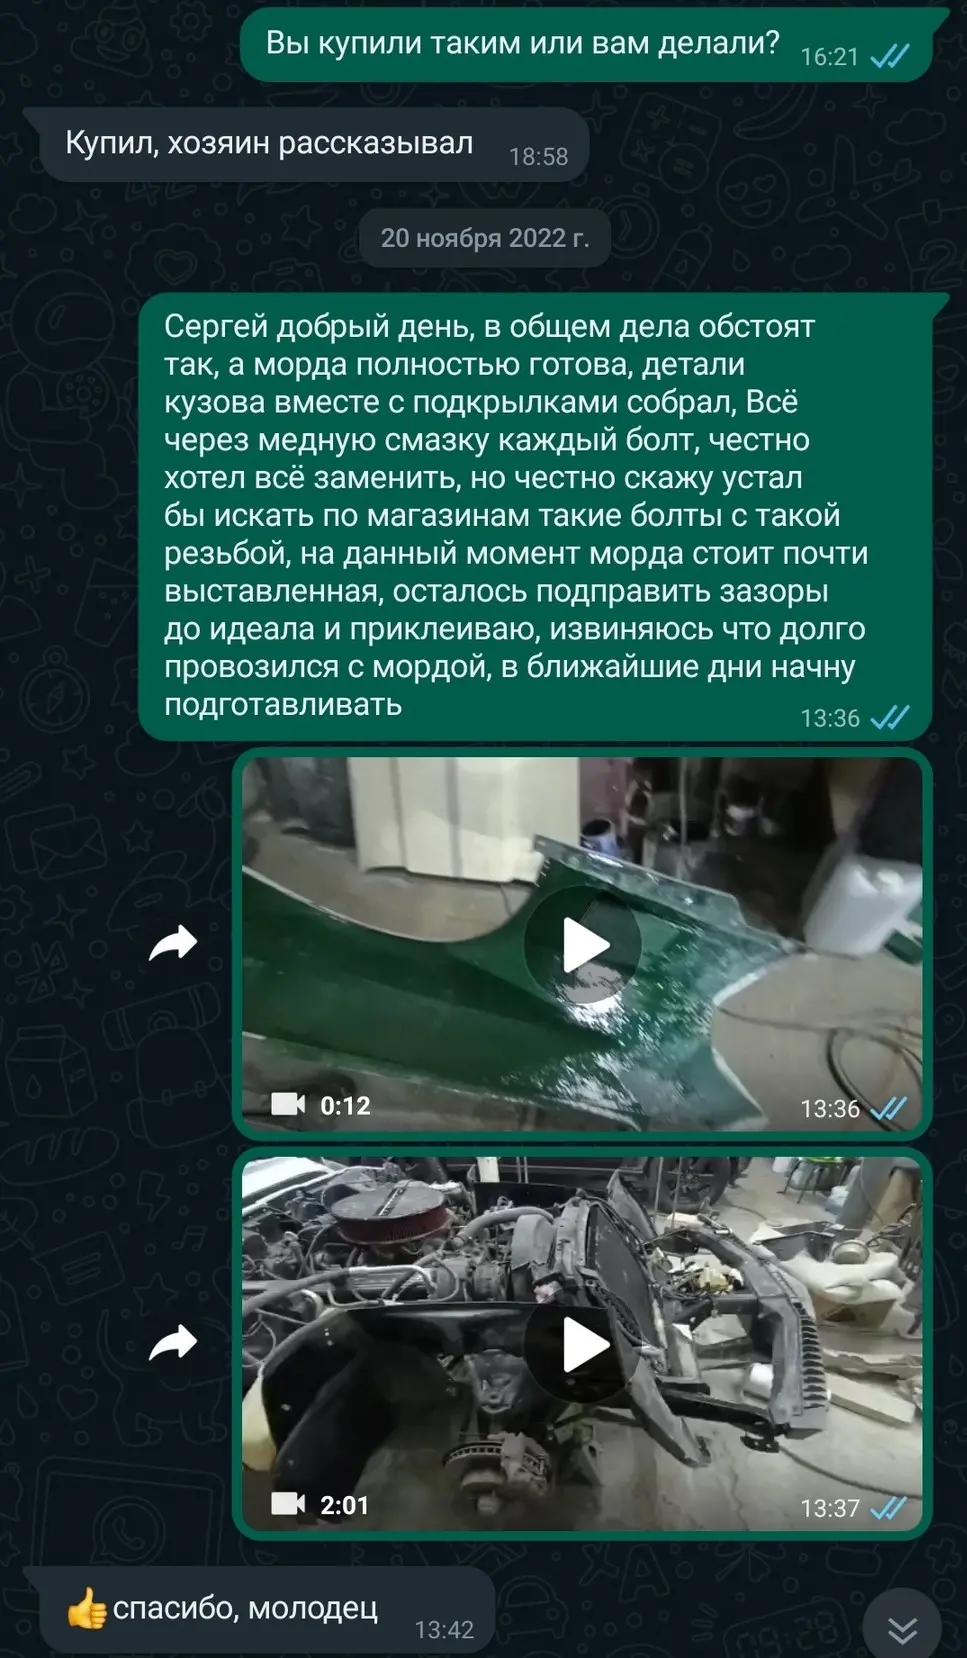 Вы купили таким или вам делали?
16:21
Купил, хозяин рассказывал
18:58
20 ноября 2022 г.
Сергей добрый день, в общем дела обстоят
так, а морда полностью готова, детали
кузова вместе с подкрылками собрал, Всё
через медную смазку каждый болт, честно
хотел всё заменить, но честно скажу устал
бы искать по магазинам такие болты с такой
резьбой, на данный момент морда стоит почти
выставленная, осталось подправить зазоры
до идеала и приклеиваю, извиняюсь что долго
провозился с мордой, в ближайшие дни начну
подготавливать
13:36
0:12
13:36
2:01
13:37
👍спасибо, молодец
13:42